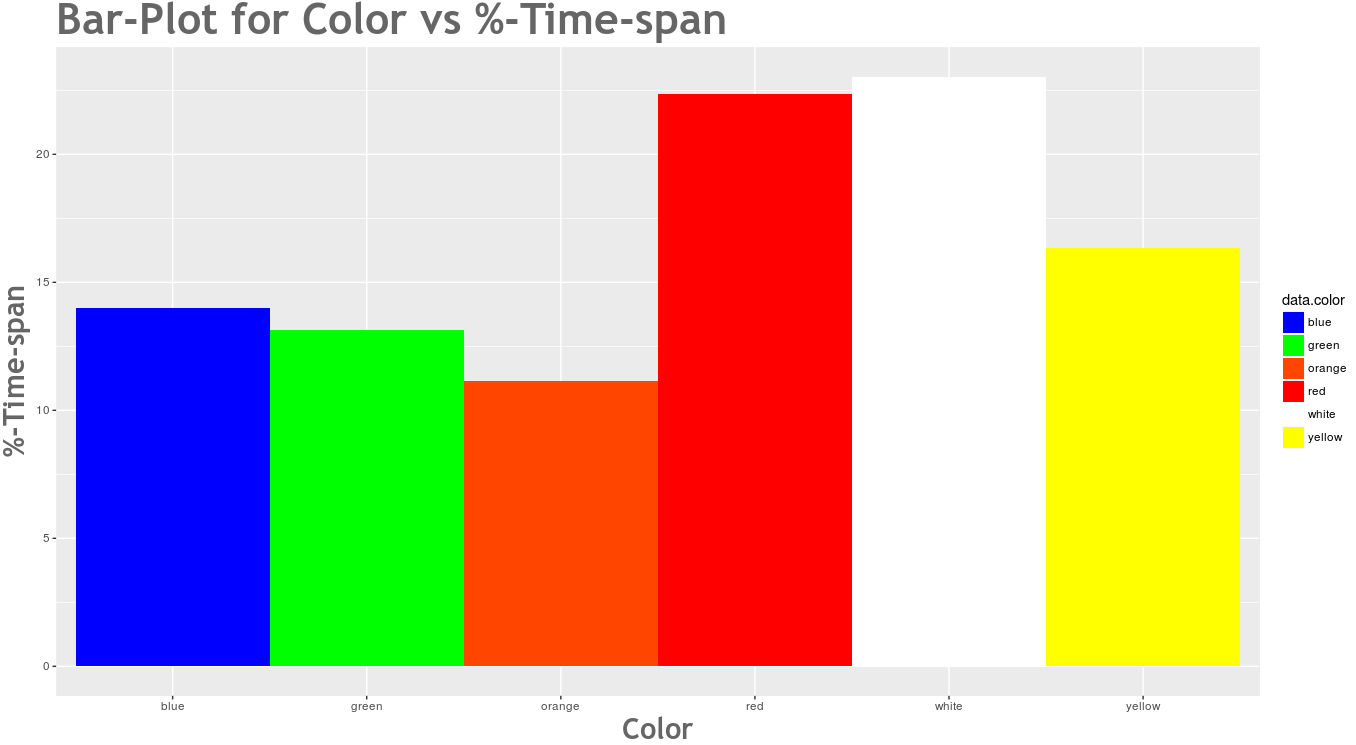 Bar-Plot for Color vs %-Time-span
%-Time-span
20
15
10
5
0
blue green orange red white yellow
Color
data.color
blue
green
orange
red
white
yellow